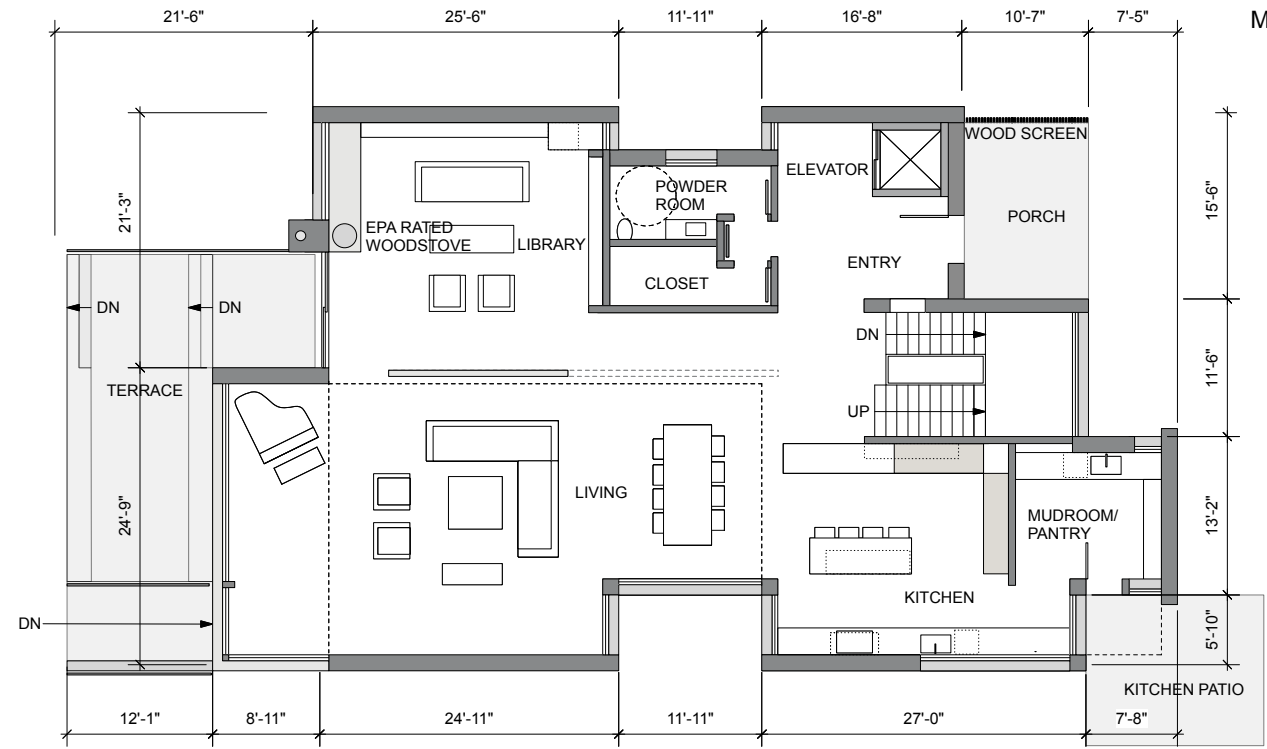 21'-6"
25'-6"
11'-11"
16'-8"
10'-7"
7'-5"
M
WOOD SCREEN
ELEVATOR
POWDER
ROOM
15'-6"
21'-3"
PORCH
EPA RATED
WOODSTOVE
LIBRARY
ENTRY
CLOSET
DN
DN
DN
11'-6"
TERRACE
UP
LIVING
24'-9"
MUDROOM/
PANTRY
13'-2"
KITCHEN
DN
5'-10"
KITCHEN PATIO
12'-1"
8'-11"
24'-11"
11'-11"
27'-0"
7'-8"